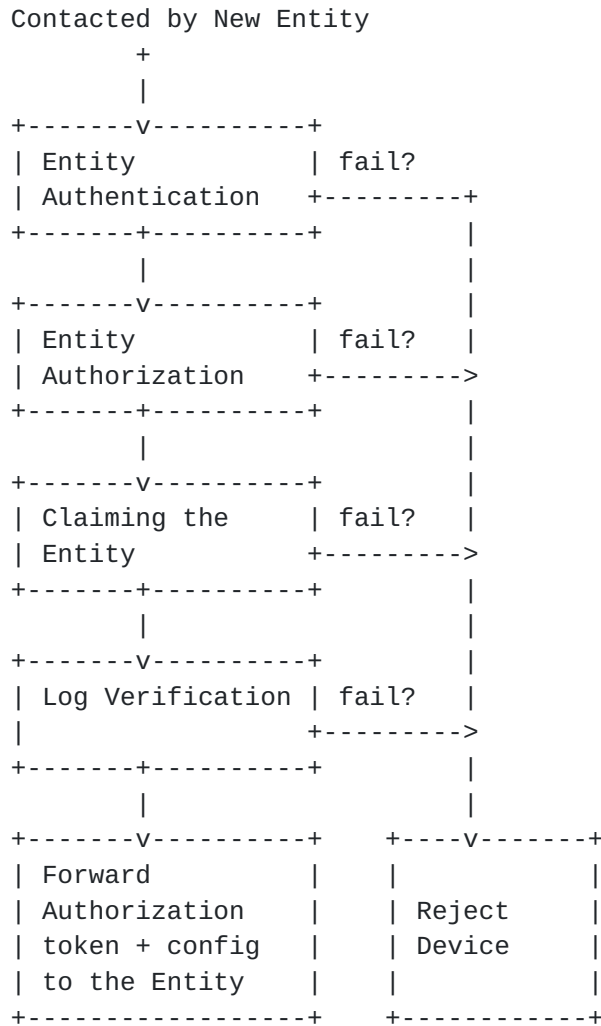 Contacted by New Entity
Entity fail?
Authentication
Entity fail?
Authorization
Claiming the fail?
Entity
Log Verification fail?
Forward
Authorization Reject
token + config Device
to the Entity